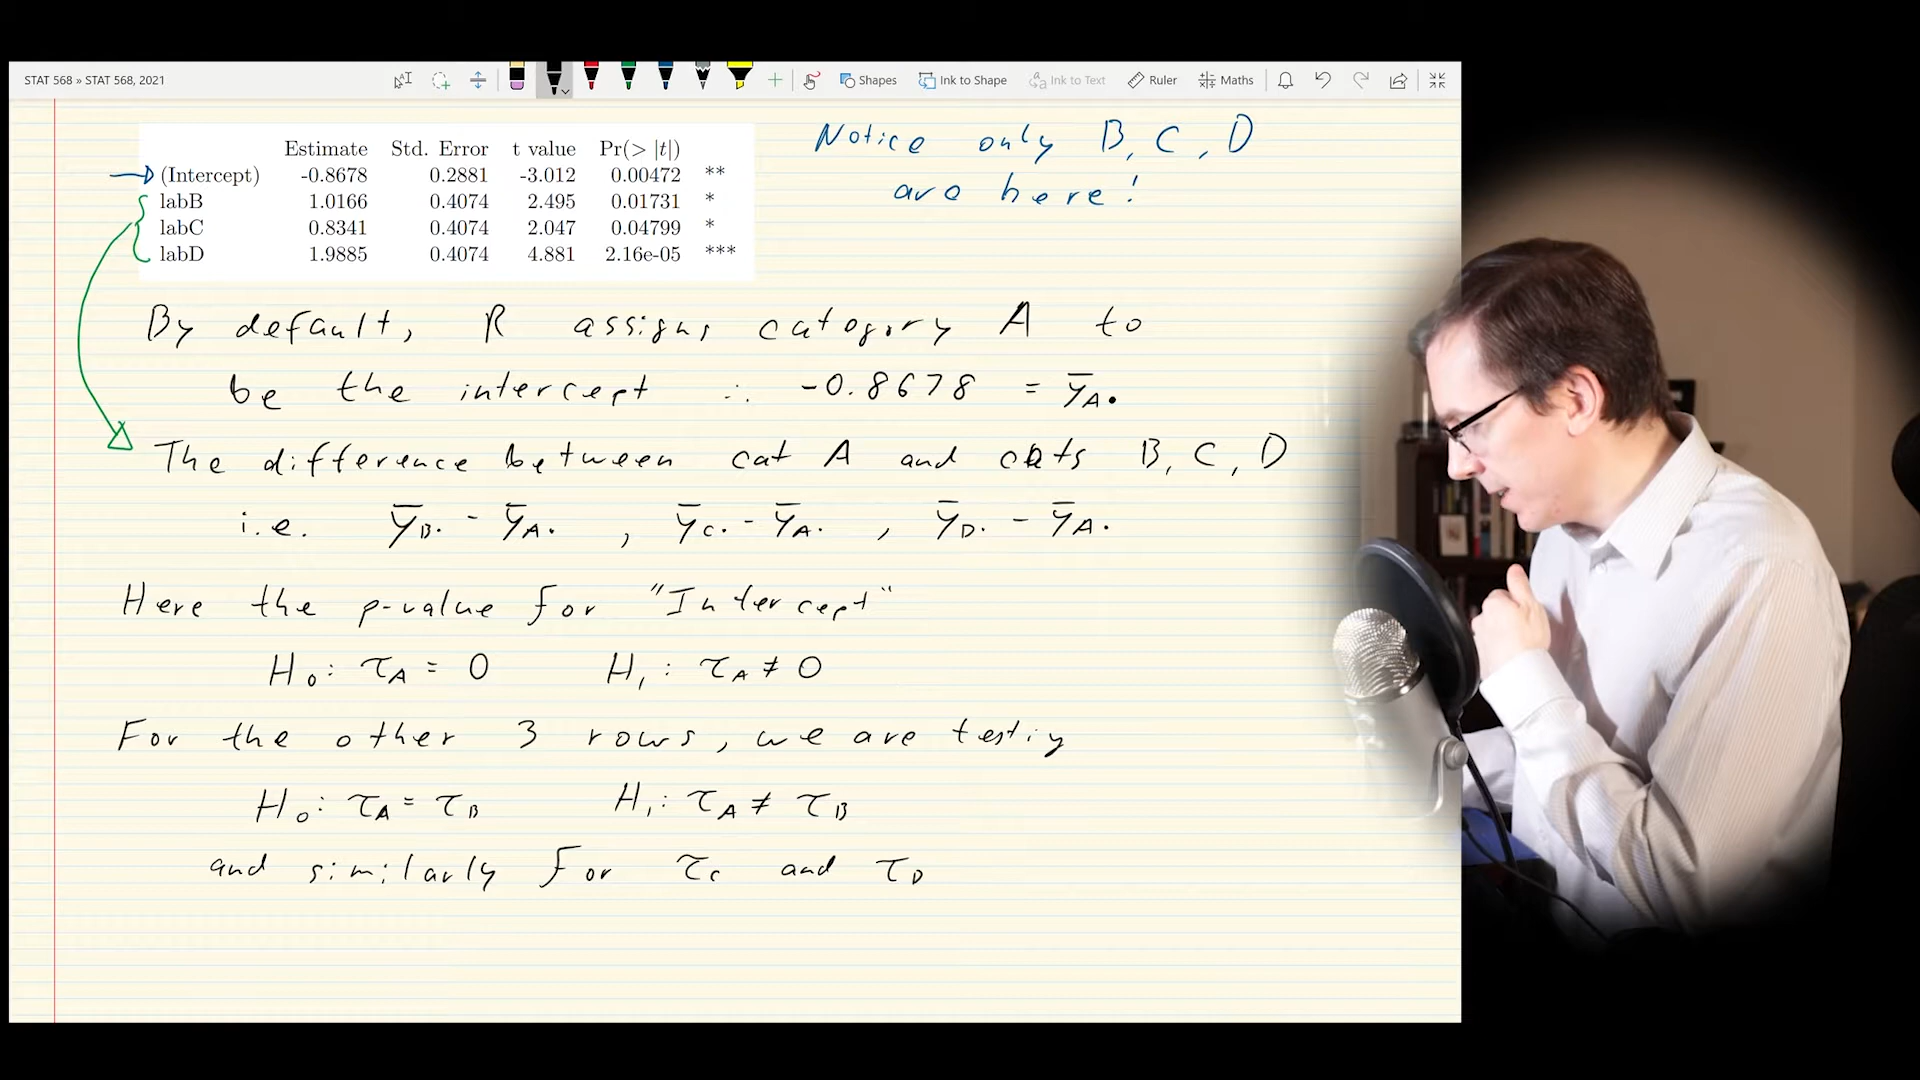 STAT 568 » STAT 568, 2021
Shapes Ink to Shape Ink to Text Ruler Maths
Estimate Std. Error t value Pr(> |t|)
(Intercept) -0.8678 0.2881 -3.012 0.00472 **
labB 1.0166 0.4074 2.495 0.01731 *
labC 0.8341 0.4074 2.047 0.04799 *
labD 1.9885 0.4074 4.881 2.16e-05 ***
Notice only B, C, D
are here!
By default, R assigns category A to
be the intercept ∴ -0.8678 = ȳA.
The difference between cat A and cats B, C, D
i.e. ȳB. - ȳA. , ȳC. - ȳA. , ȳD. - ȳA.
Here the p-value for "Intercept"
H₀: τA = 0 H₁: τA ≠ 0
For the other 3 rows, we are testing
H₀: τA = τB H₁: τA ≠ τB
and similarly for τC and τD